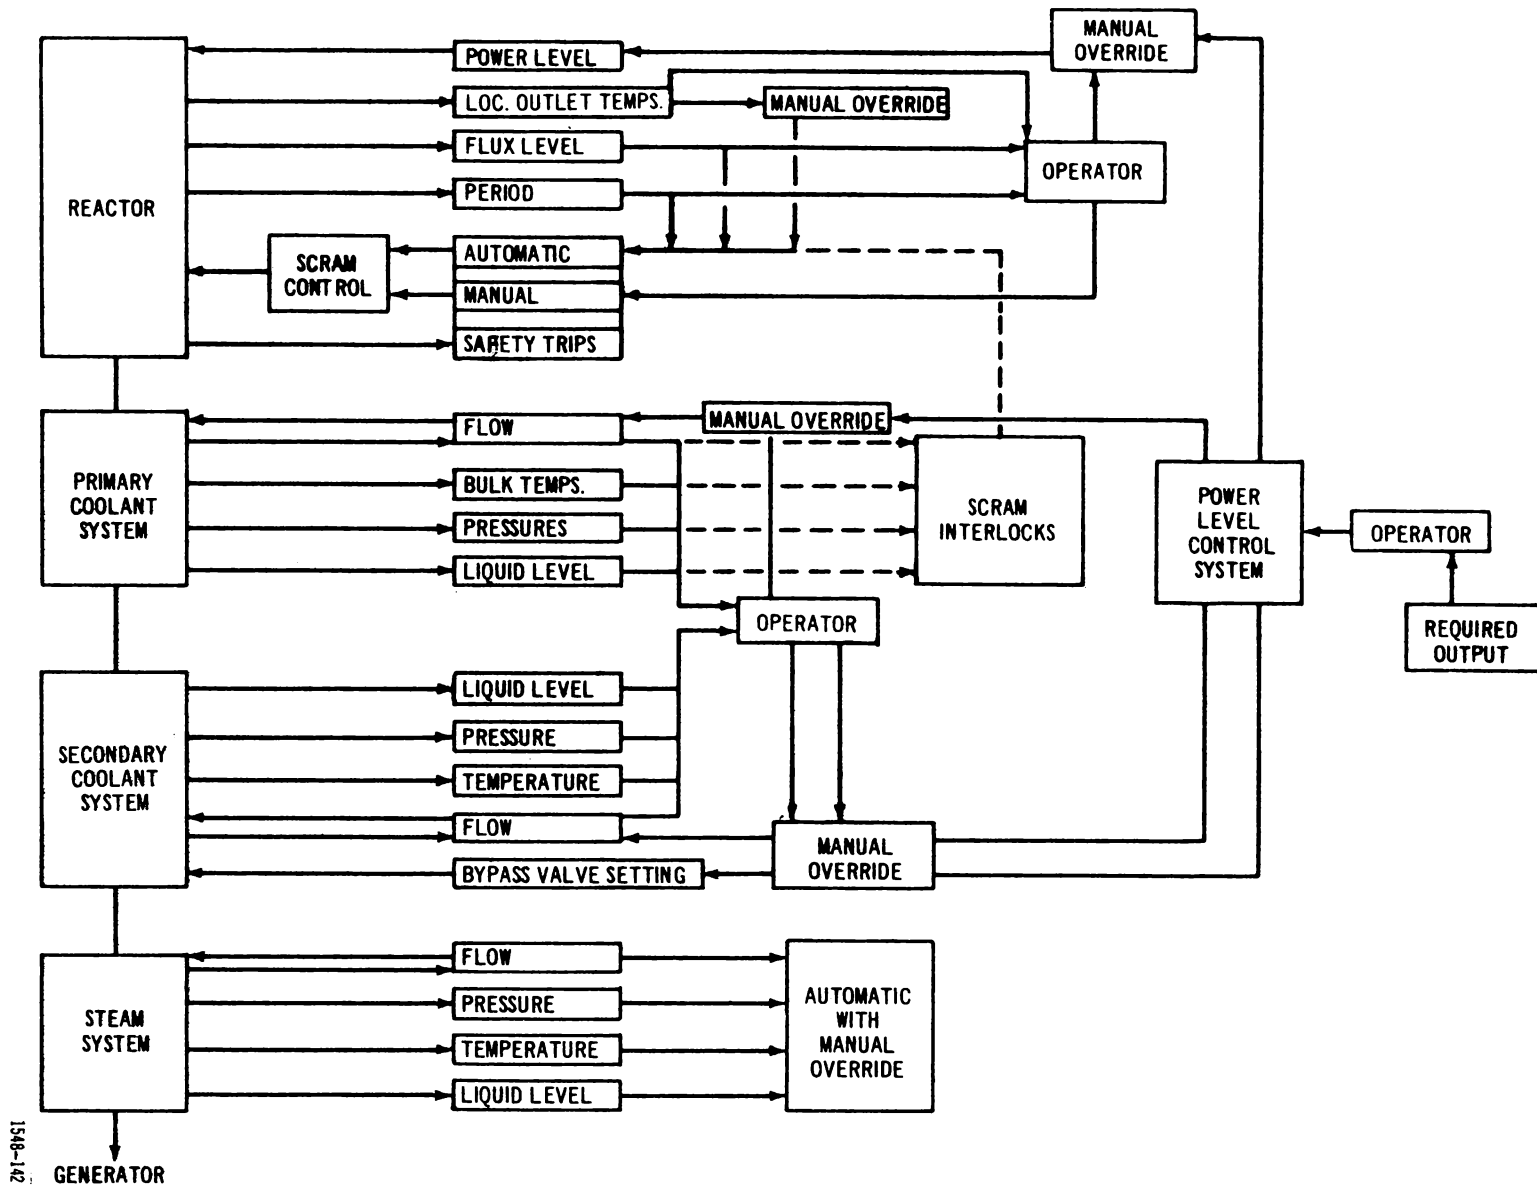 MANUAL
OVERRIDE
POWER LEVEL
LOC. OUTLET TEMPS.
MANUAL OVERRIDE
FLUX LEVEL
OPERATOR
PERIOD
REACTOR
AUTOMATIC
SCRAM
CONTROL
MANUAL
SAFETY TRIPS
FLOW
MANUAL OVERRIDE
PRIMARY
COOLANT
SYSTEM
BULK TEMPS.
PRESSURES
LIQUID LEVEL
SCRAM
INTERLOCKS
POWER
LEVEL
CONTROL
SYSTEM
OPERATOR
REQUIRED
OUTPUT
OPERATOR
SECONDARY
COOLANT
SYSTEM
LIQUID LEVEL
PRESSURE
TEMPERATURE
FLOW
BYPASS VALVE SETTING
MANUAL
OVERRIDE
STEAM
SYSTEM
FLOW
PRESSURE
TEMPERATURE
LIQUID LEVEL
AUTOMATIC
WITH
MANUAL
OVERRIDE
GENERATOR
1548-142